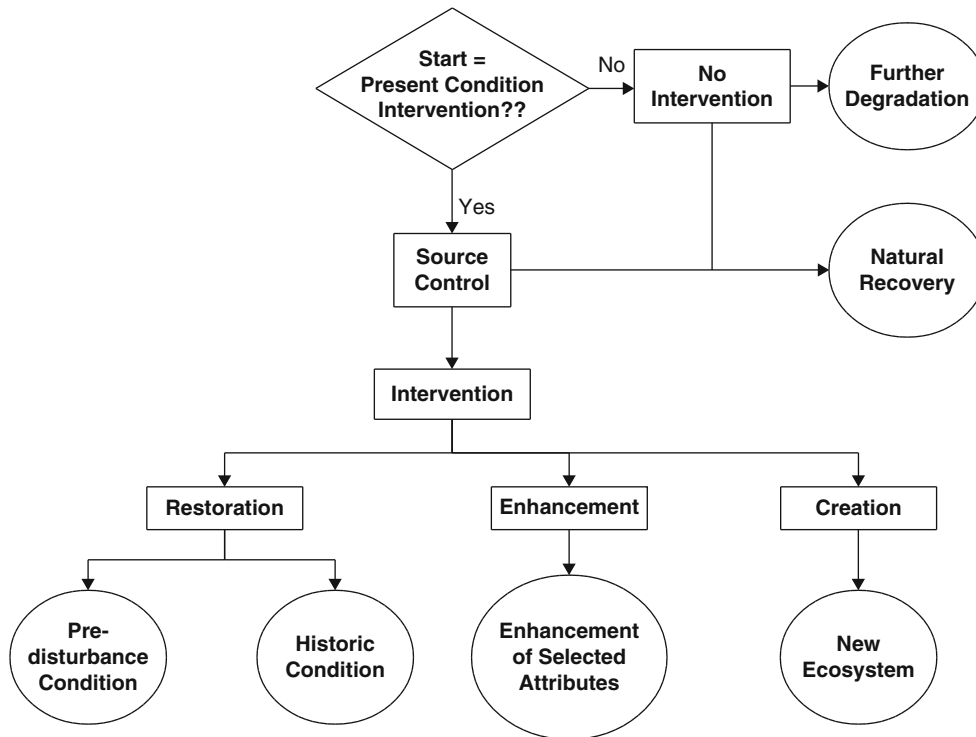 Start =
Present Condition
Intervention??
No
No
Intervention
Further
Degradation
Yes
Source
Control
Natural
Recovery
Intervention
Restoration
Enhancement
Creation
Pre-
disturbance
Condition
Historic
Condition
Enhancement
of Selected
Attributes
New
Ecosystem